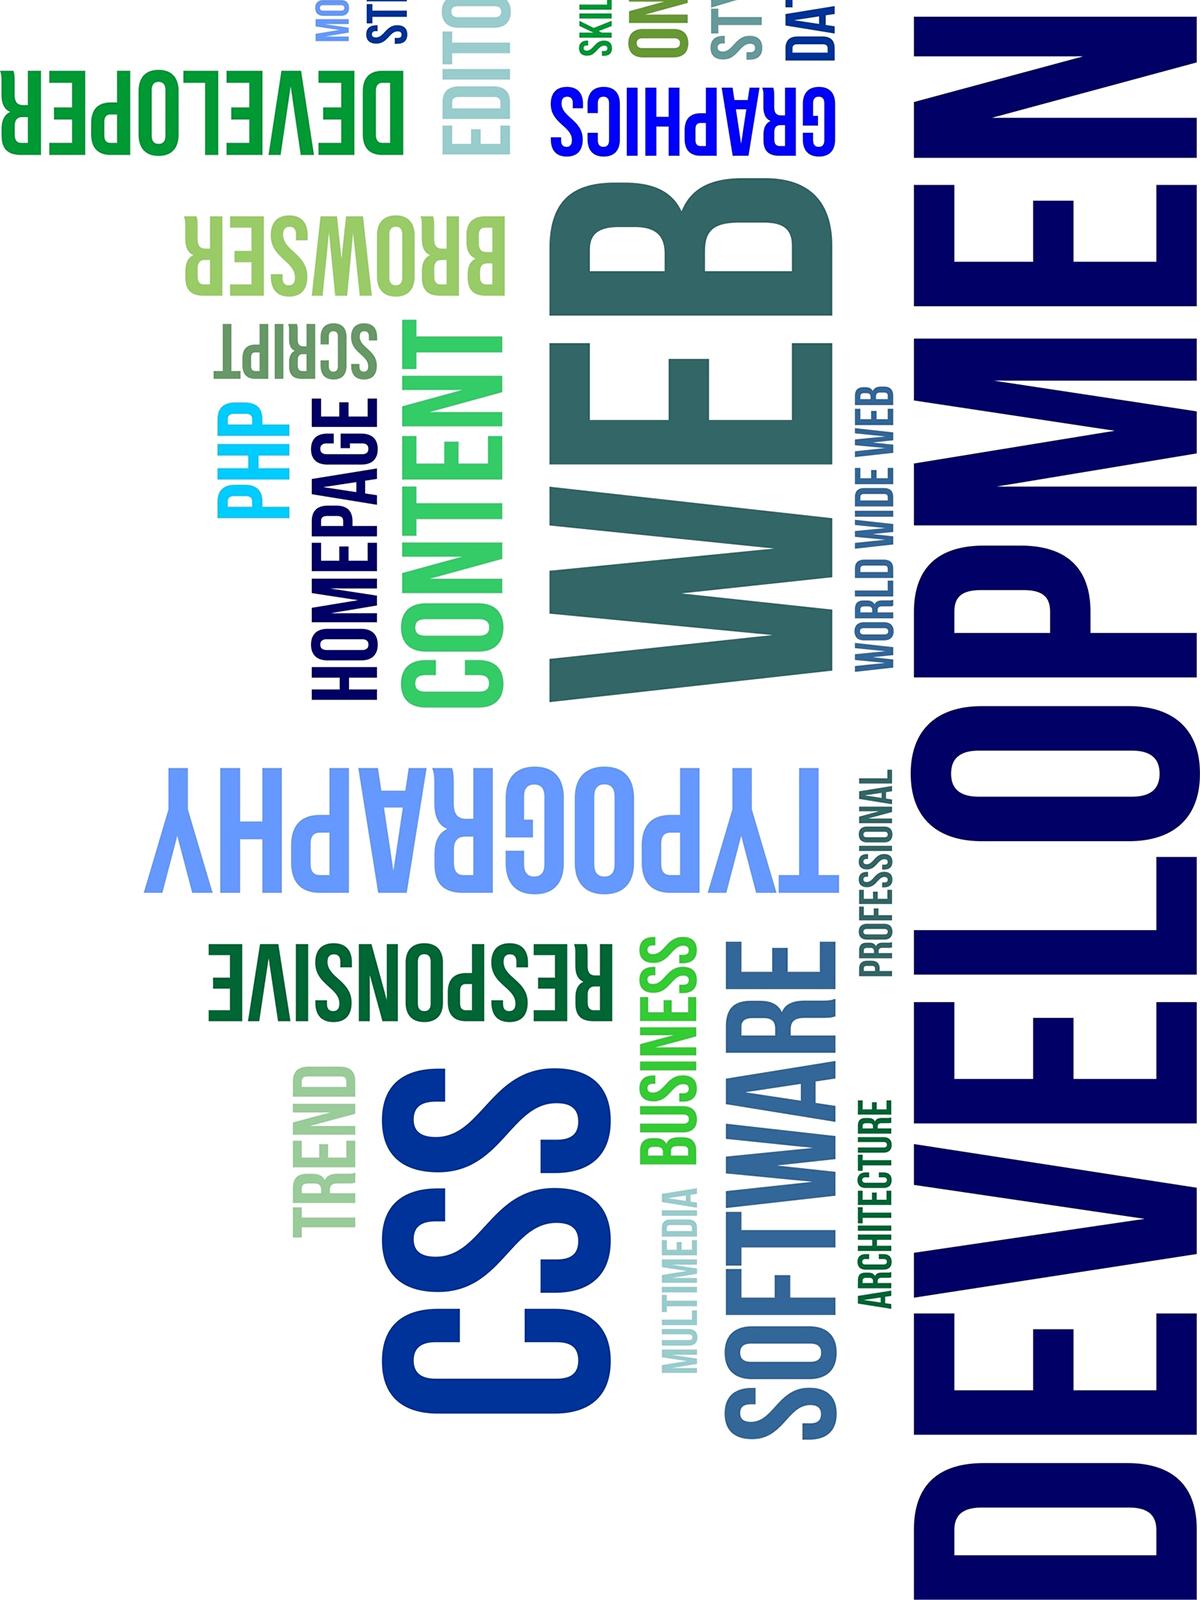 TREND
PHP
HOMEPAGE
MO
ST
CSS
CONTENT
EDITO
MULTIMEDIA
BUSINESS
WEB
SKIL
ON
STY
SOFTWARE
DAT
ARCHITECTURE
PROFESSIONAL
WORLD WIDE WEB
DEVELOPMEN
RESPONSIVE
TYPOGRAPHY
SCRIPT
BROWSER
DEVELOPER
GRAPHICS